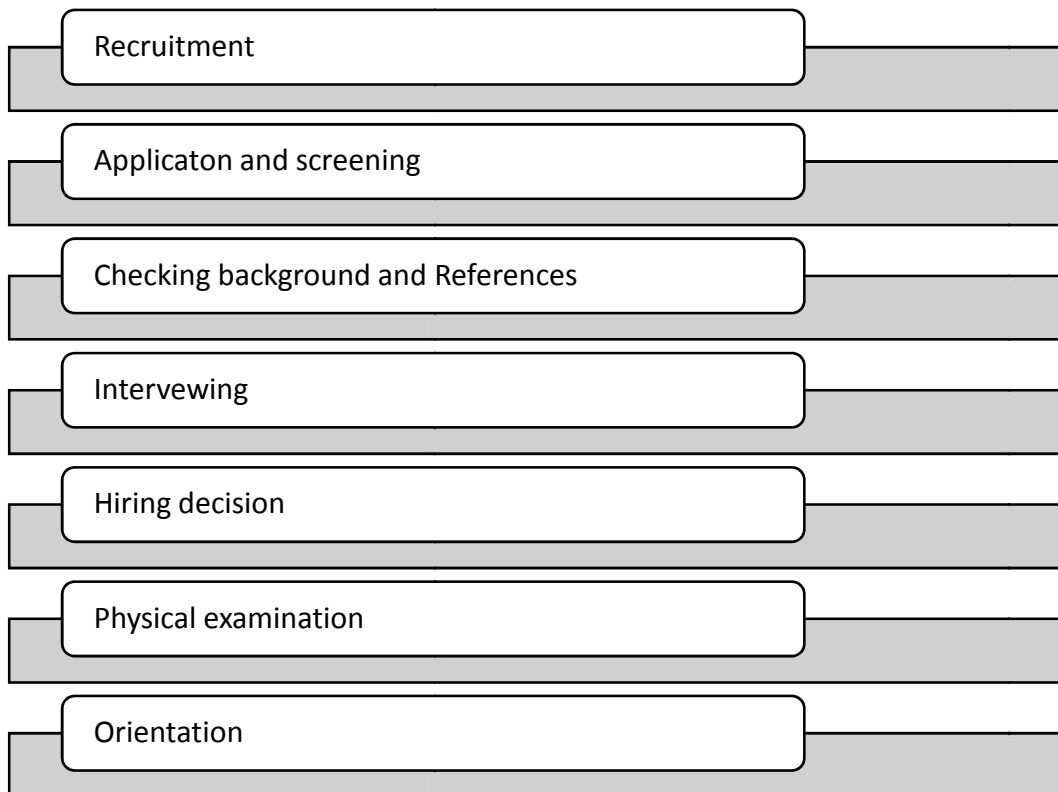 Recruitment
Applicaton and screening
Checking background and References
Intervewing
Hiring decision
Physical examination
Orientation